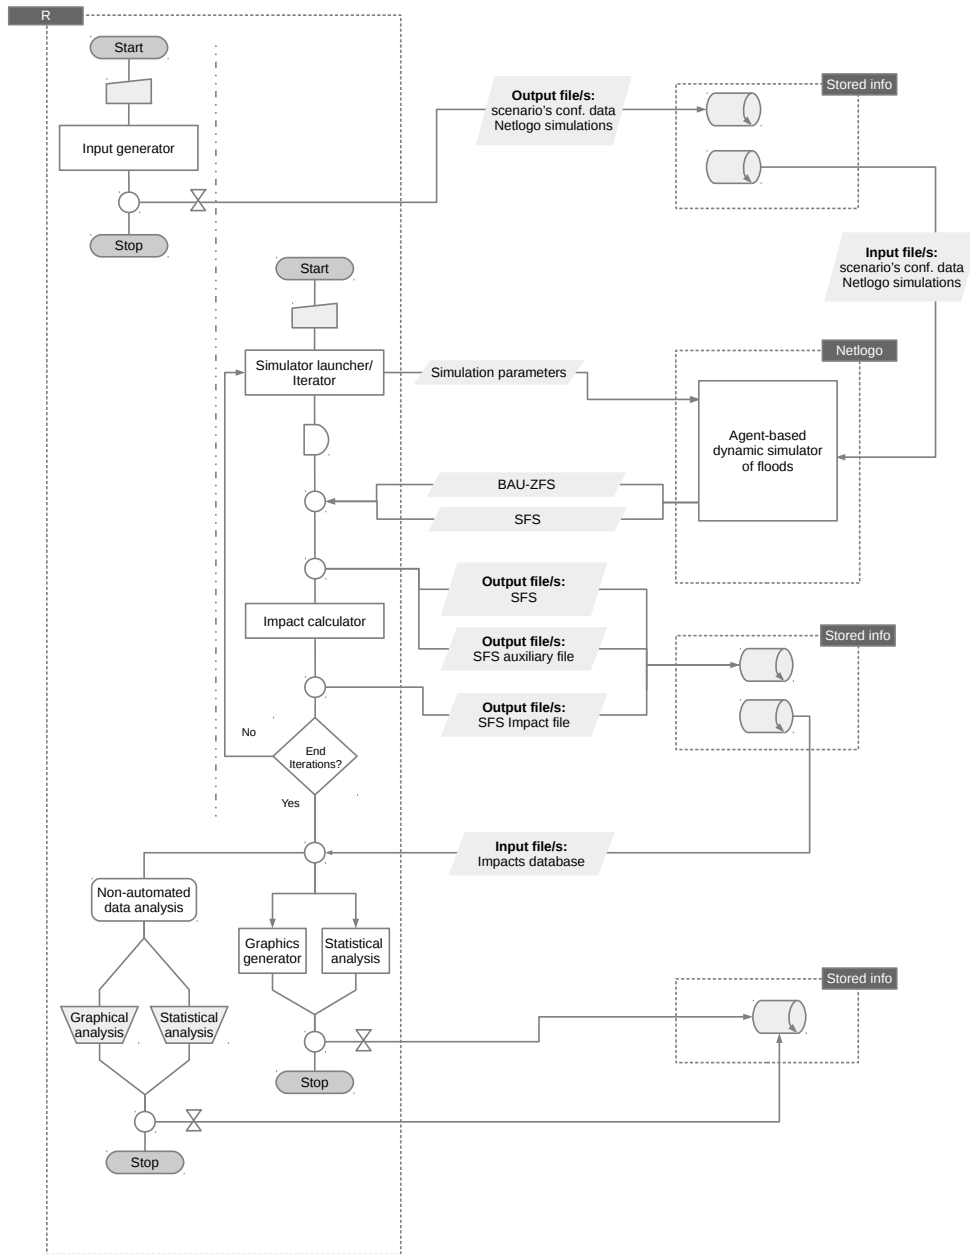 R
Start
Input generator
Stop
Output file/s:
scenario's conf. data
Netlogo simulations
Stored info
Input file/s:
scenario's conf. data
Netlogo simulations
Start
Simulator launcher/
Iterator
Simulation parameters
Netlogo
Agent-based
dynamic simulator
of floods
BAU-ZFS
SFS
Output file/s:
SFS
Impact calculator
Output file/s:
SFS auxiliary file
Stored info
Output file/s:
SFS Impact file
No
End
Iterations?
Yes
Input file/s:
Impacts database
Non-automated
data analysis
Graphics
generator
Statistical
analysis
Stored info
Graphical
analysis
Statistical
analysis
Stop
Stop